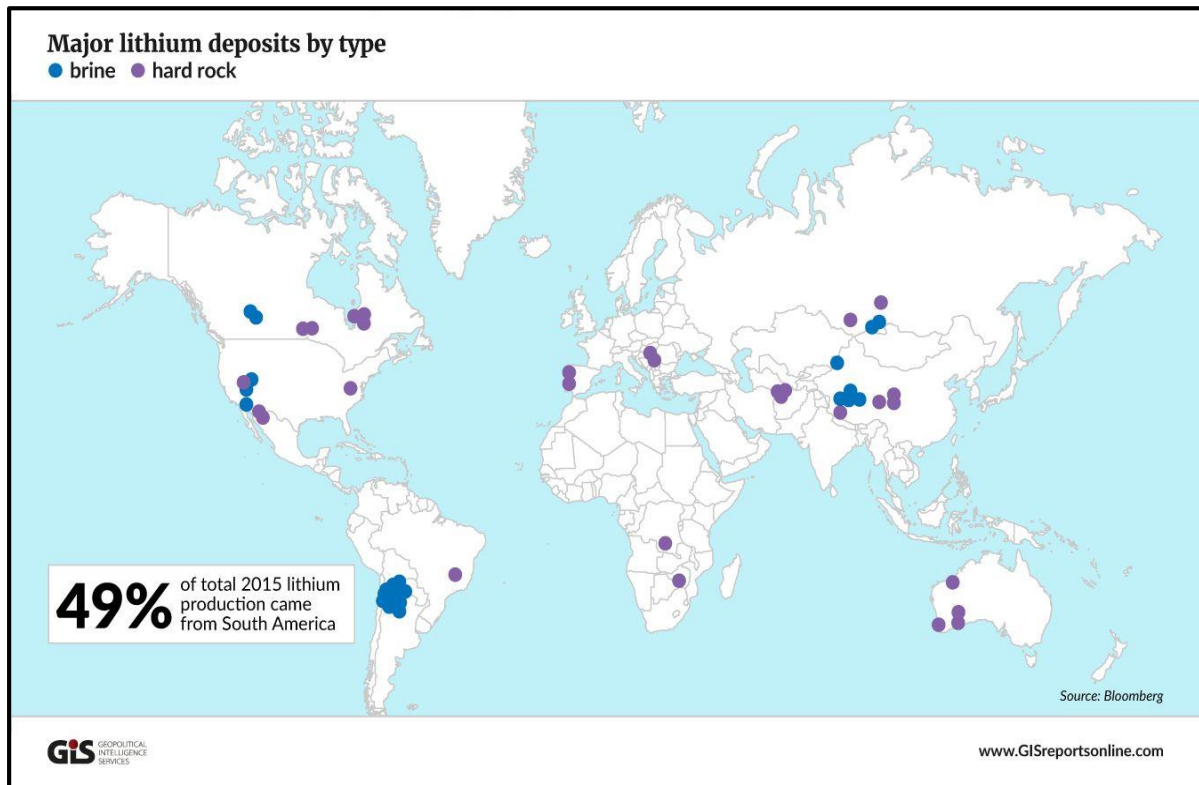 Major lithium deposits by type
brine hard rock
49%
of total 2015 lithium
production came
from South America
Source: Bloomberg
GIS
GEOPOLITICAL
INTELLIGENCE
SERVICES
www.GISreportsonline.com